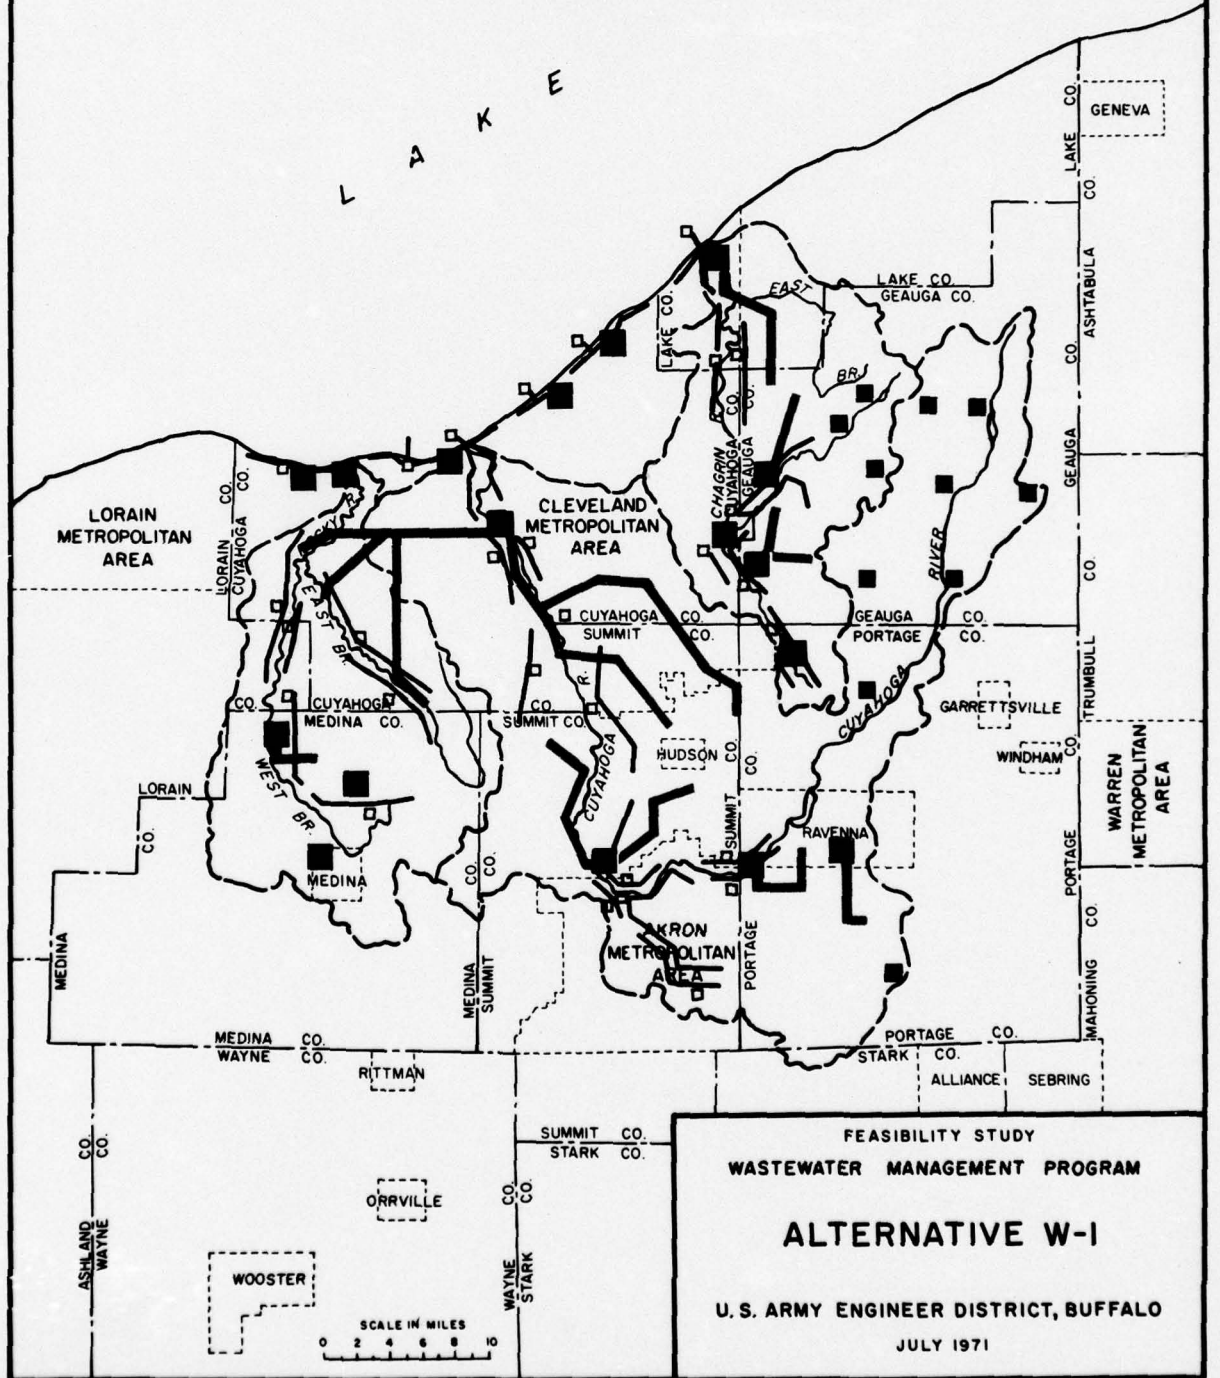 L A K E
GENEVA
LAKE CO.
ASHTABULA CO.
LAKE CO.
GEAUGA CO.
EAST
BR.
LAKE CO.
CO.
CO.
CHAGRIN
R.
CUYAHOGA
GEAUGA
GEAUGA CO.
TRUMBULL CO.
LORAIN
METROPOLITAN
AREA
LORAIN CO.
CUYAHOGA CO.
CLEVELAND
METROPOLITAN
AREA
ROCKY R.
EAST BR.
CUYAHOGA CO.
SUMMIT CO.
GEAUGA CO.
PORTAGE CO.
CUYAHOGA RIVER
CO. CUYAHOGA CO.
MEDINA CO.
SUMMIT CO.
CUYAHOGA R.
WEST BR.
HUDSON
GARRETTSVILLE
WINDHAM
WARREN
METROPOLITAN
AREA
LORAIN
CO.
MEDINA
SUMMIT CO.
PORTAGE CO.
RAVENNA
PORTAGE CO.
MAHONING CO.
AKRON
METROPOLITAN
AREA
MEDINA
MEDINA CO.
SUMMIT CO.
MEDINA CO.
WAYNE CO.
RITTMAN
PORTAGE CO.
STARK CO.
ALLIANCE
SEBRING
SUMMIT CO.
STARK CO.
ASHLAND CO.
WAYNE CO.
ORRVILLE
WOOSTER
WAYNE CO.
STARK CO.
SCALE IN MILES
0 2 4 6 8 10
FEASIBILITY STUDY
WASTEWATER MANAGEMENT PROGRAM
ALTERNATIVE W-1
U.S. ARMY ENGINEER DISTRICT, BUFFALO
JULY 1971